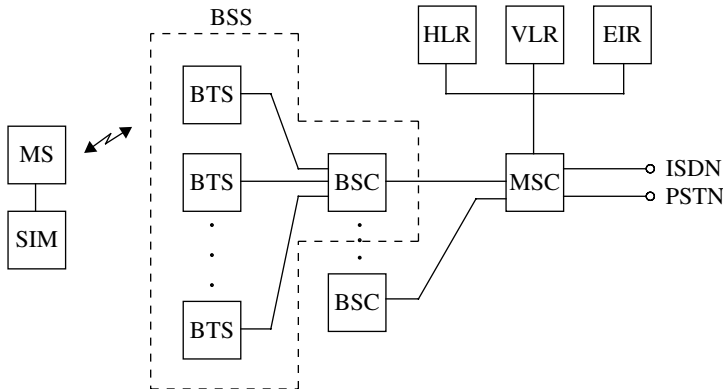 BSS
HLR
VLR
EIR
BTS
MS
BTS
BSC
MSC
ISDN
PSTN
SIM
BTS
BSC